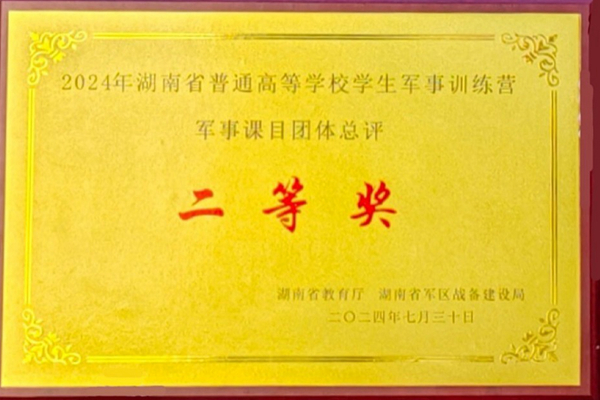 2024年湖南省普通高等学校学生军事训练营
军事课目团体总评
二等奖
湖南省教育厅 湖南省军区战备建设局
二〇二四年七月三十日